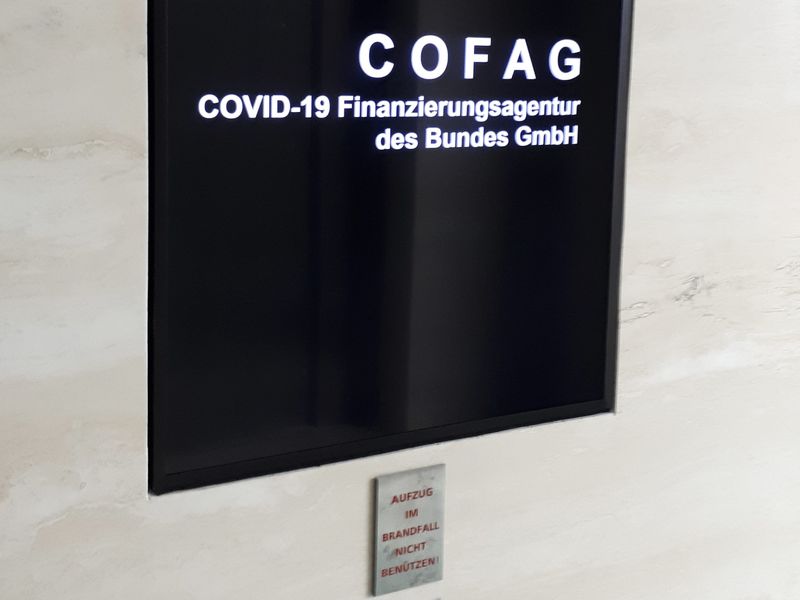 COFAG
COVID-19 Finanzierungsagentur
des Bundes GmbH
AUFZUG
IM
BRANDFALL
NICHT
BENÜTZEN!